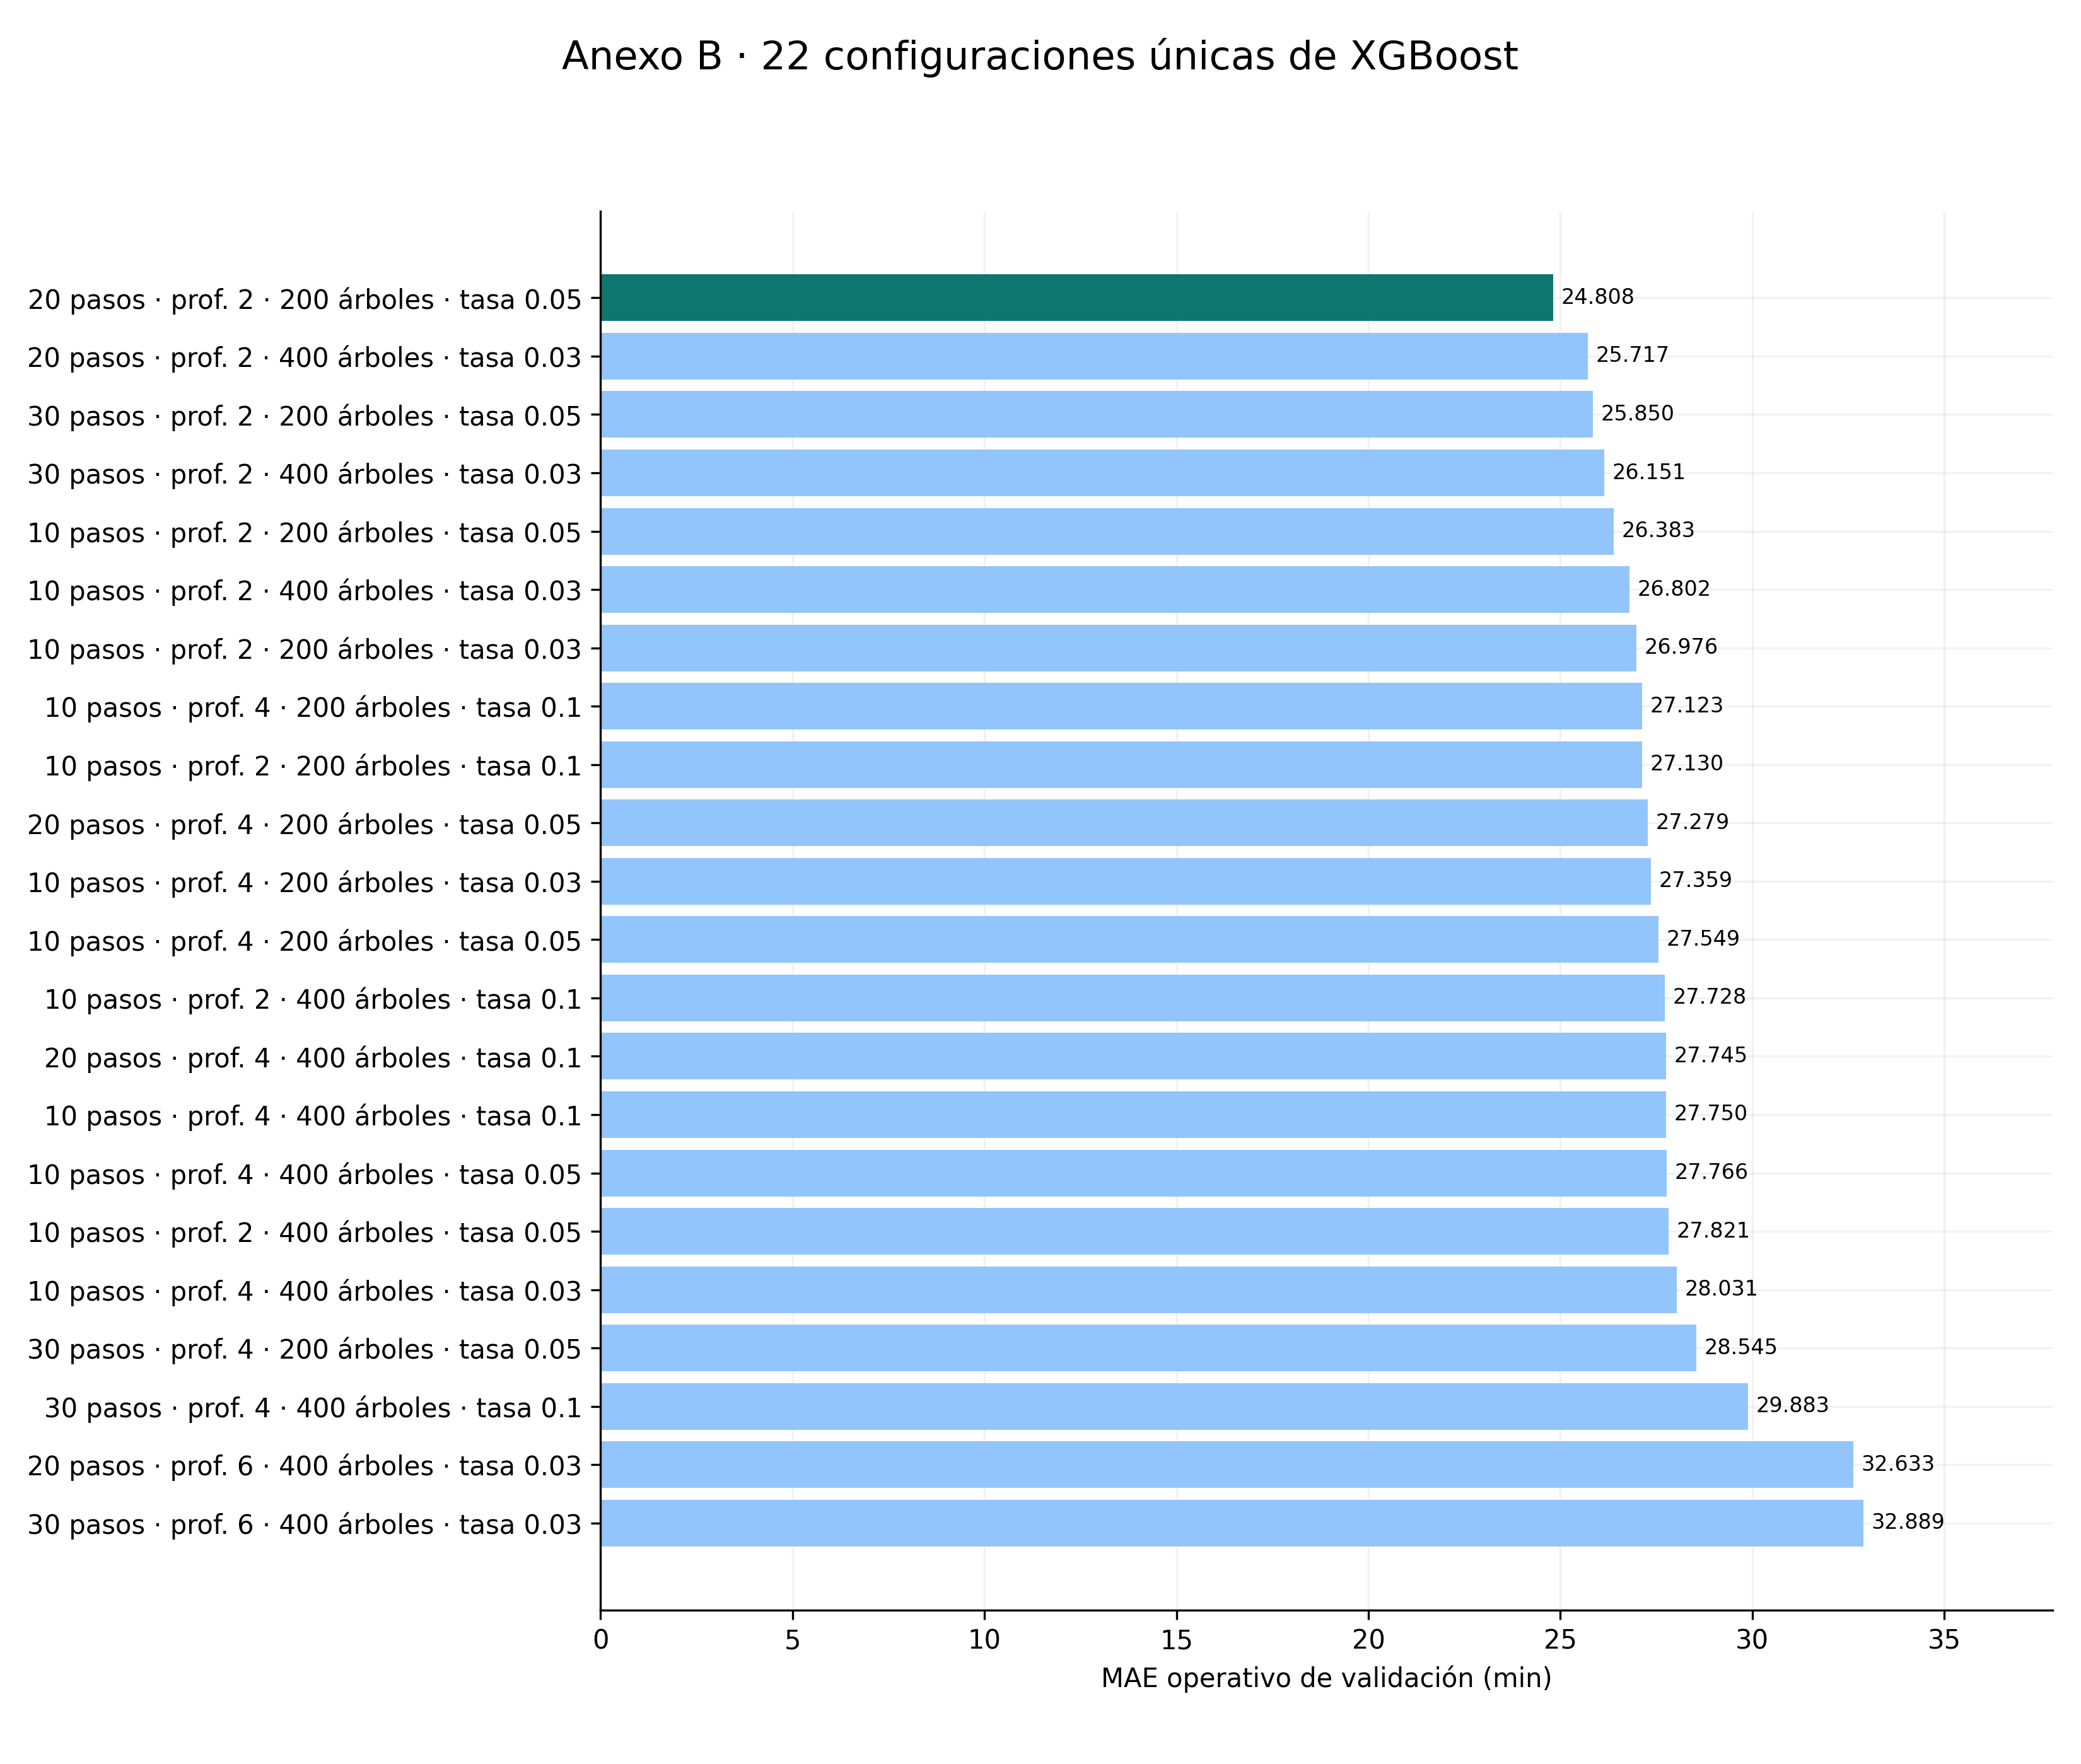 Anexo B · 22 configuraciones únicas de XGBoost
20 pasos · prof. 2 · 200 árboles · tasa 0.05 24.808
20 pasos · prof. 2 · 400 árboles · tasa 0.03 25.717
30 pasos · prof. 2 · 200 árboles · tasa 0.05 25.850
30 pasos · prof. 2 · 400 árboles · tasa 0.03 26.151
10 pasos · prof. 2 · 200 árboles · tasa 0.05 26.383
10 pasos · prof. 2 · 400 árboles · tasa 0.03 26.802
10 pasos · prof. 2 · 200 árboles · tasa 0.03 26.976
10 pasos · prof. 4 · 200 árboles · tasa 0.1 27.123
10 pasos · prof. 2 · 200 árboles · tasa 0.1 27.130
20 pasos · prof. 4 · 200 árboles · tasa 0.05 27.279
10 pasos · prof. 4 · 200 árboles · tasa 0.03 27.359
10 pasos · prof. 4 · 200 árboles · tasa 0.05 27.549
10 pasos · prof. 2 · 400 árboles · tasa 0.1 27.728
20 pasos · prof. 4 · 400 árboles · tasa 0.1 27.745
10 pasos · prof. 4 · 400 árboles · tasa 0.1 27.750
10 pasos · prof. 4 · 400 árboles · tasa 0.05 27.766
10 pasos · prof. 2 · 400 árboles · tasa 0.05 27.821
10 pasos · prof. 4 · 400 árboles · tasa 0.03 28.031
30 pasos · prof. 4 · 200 árboles · tasa 0.05 28.545
30 pasos · prof. 4 · 400 árboles · tasa 0.1 29.883
20 pasos · prof. 6 · 400 árboles · tasa 0.03 32.633
30 pasos · prof. 6 · 400 árboles · tasa 0.03 32.889
0 5 10 15 20 25 30 35
MAE operativo de validación (min)